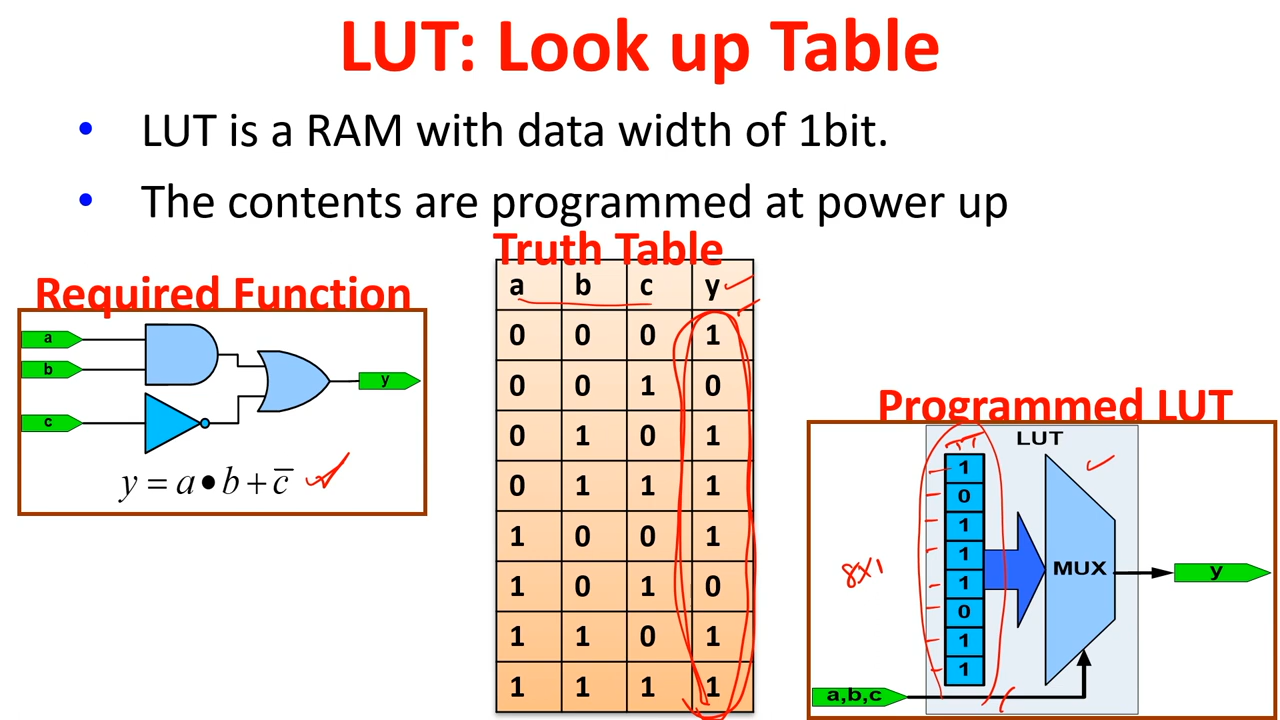 LUT: Look up Table
• LUT is a RAM with data width of 1bit.
• The contents are programmed at power up
Required Function
a
b
c
y
y = a•b + c̅
Truth Table
a b c y
0 0 0 1
0 0 1 0
0 1 0 1
0 1 1 1
1 0 0 1
1 0 1 0
1 1 0 1
1 1 1 1
Programmed LUT
LUT
TT
1
0
1
1
1
0
1
1
8x1
MUX
y
a,b,c